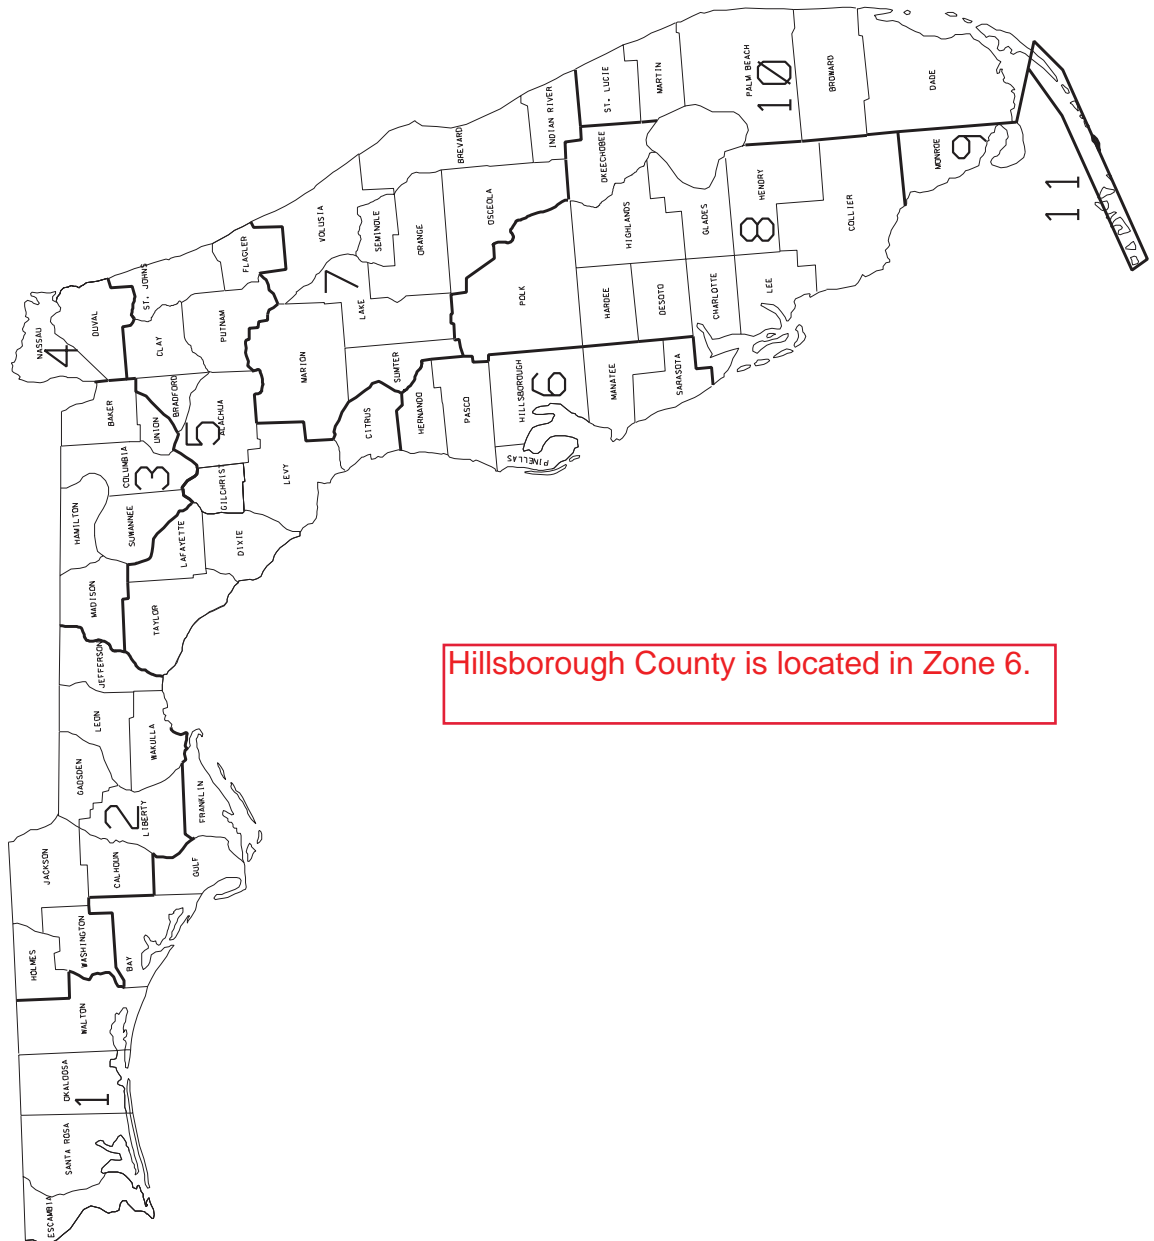 NASSAU
DUVAL
4
ST. JOHNS
CLAY
FLAGLER
PUTNAM
BAKER
UNION
BRADFORD
ALACHUA
5
COLUMBIA
3
GILCHRIST
LEVY
HAMILTON
SUWANNEE
LAFAYETTE
DIXIE
MADISON
TAYLOR
JEFFERSON
LEON
WAKULLA
GADSDEN
2
LIBERTY
FRANKLIN
JACKSON
CALHOUN
GULF
HOLMES
WASHINGTON
BAY
WALTON
OKALOOSA
1
SANTA ROSA
ESCAMBIA
VOLUSIA
SEMINOLE
BREVARD
ORANGE
OSCEOLA
7
LAKE
MARION
SUMTER
CITRUS
HERNANDO
PASCO
HILLSBOROUGH
6
PINELLAS
MANATEE
SARASOTA
POLK
HARDEE
HIGHLANDS
DESOTO
GLADES
CHARLOTTE
8
HENDRY
LEE
COLLIER
INDIAN RIVER
ST. LUCIE
OKEECHOBEE
MARTIN
PALM BEACH
10
BROWARD
DADE
MONROE
9
11
Hillsborough County is located in Zone 6.